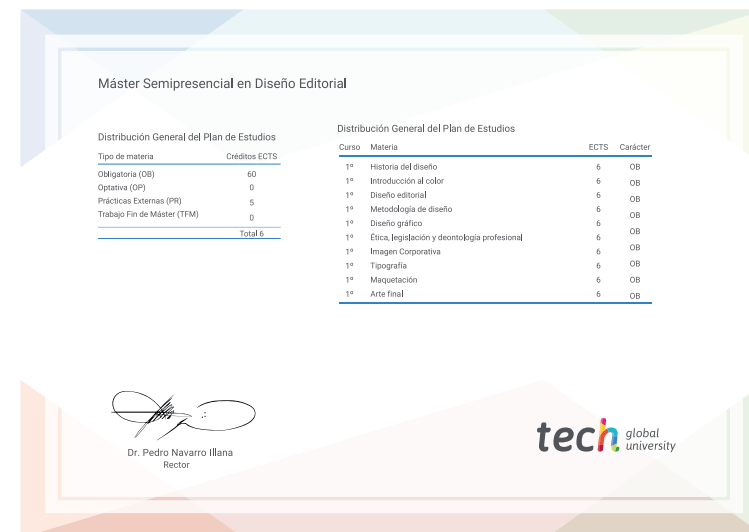 Máster Semipresencial en Diseño Editorial
Distribución General del Plan de Estudios
Tipo de materia Créditos ECTS
Obligatoria (OB) 60
Optativa (OP) 0
Prácticas Externas (PR) 5
Trabajo Fin de Máster (TFM) 0
Total 6
Distribución General del Plan de Estudios
Curso Materia ECTS Carácter
1º Historia del diseño 6 OB
1º Introducción al color 6 OB
1º Diseño editorial 6 OB
1º Metodología de diseño 6 OB
1º Diseño gráfico 6 OB
1º Ética, legislación y deontología profesional 6 OB
1º Imagen Corporativa 6 OB
1º Tipografía 6 OB
1º Maquetación 6 OB
1º Arte final 6 OB
Dr. Pedro Navarro Illana
Rector
tech global
university